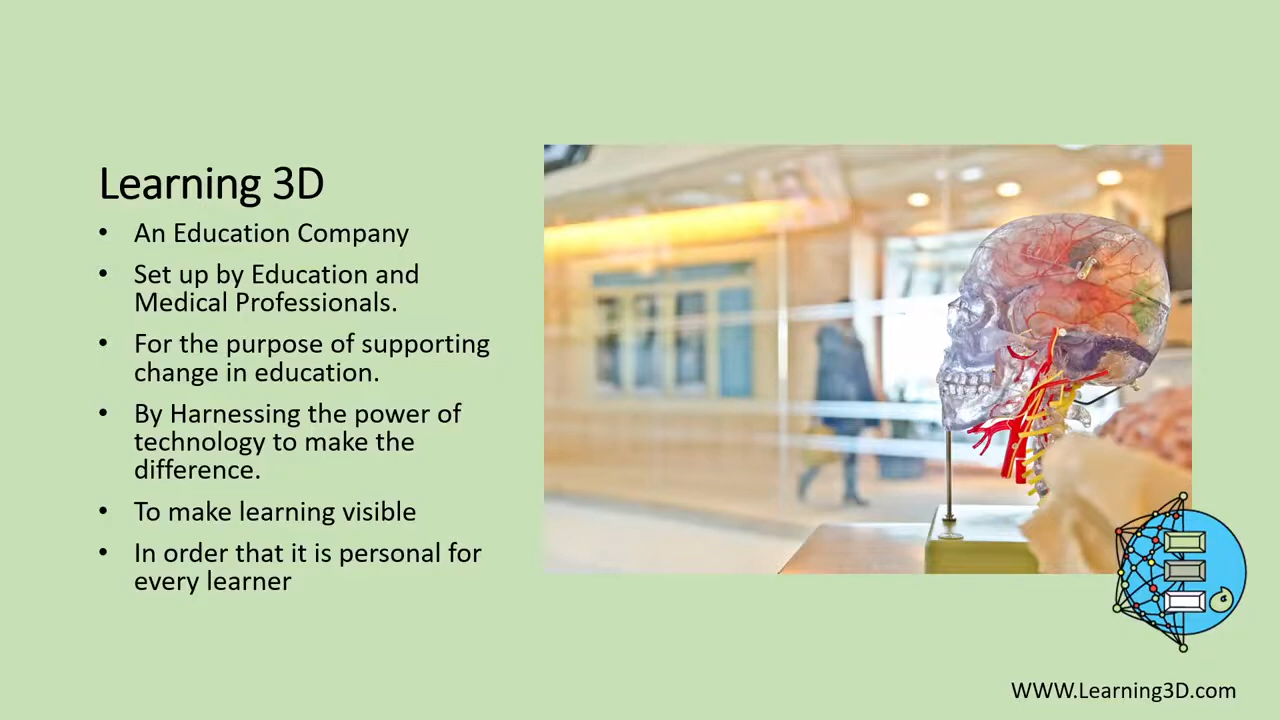 Learning 3D
• An Education Company
• Set up by Education and
Medical Professionals.
• For the purpose of supporting
change in education.
• By Harnessing the power of
technology to make the
difference.
• To make learning visible
• In order that it is personal for
every learner
WWW.Learning3D.com